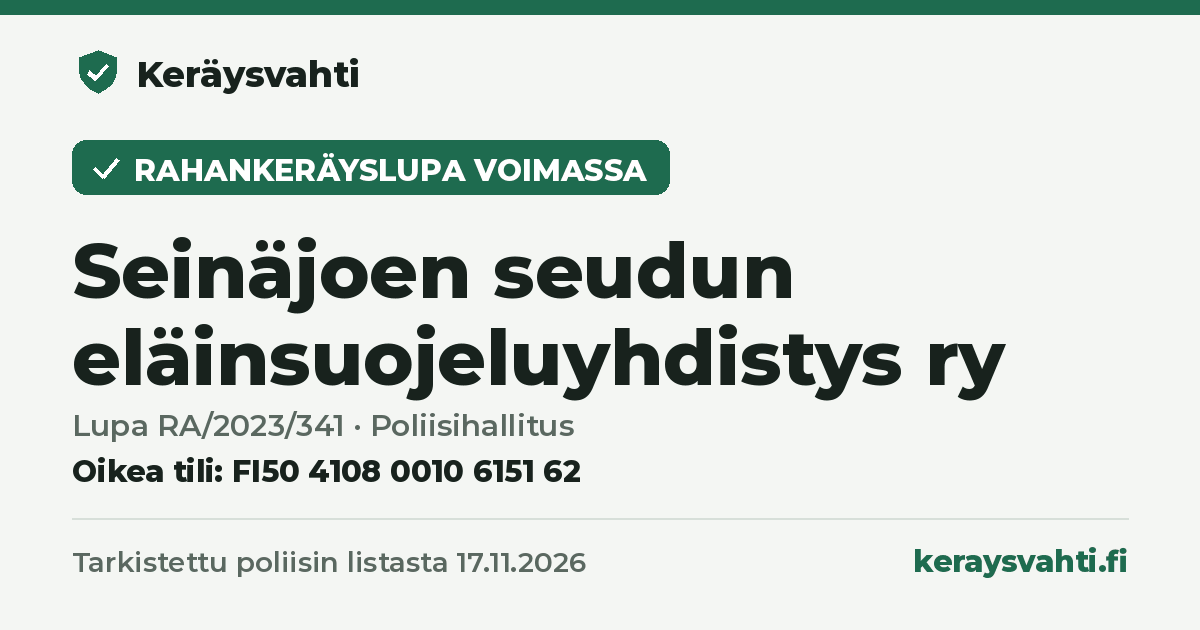 Keräysvahti
RAHANKERÄYSLUPA VOIMASSA
Seinäjoen seudun
eläinsuojeluyhdistys ry
Lupa RA/2023/341 · Poliisihallitus
Oikea tili: FI50 4108 0010 6151 62
Tarkistettu poliisin listasta 17.11.2026
keraysvahti.fi